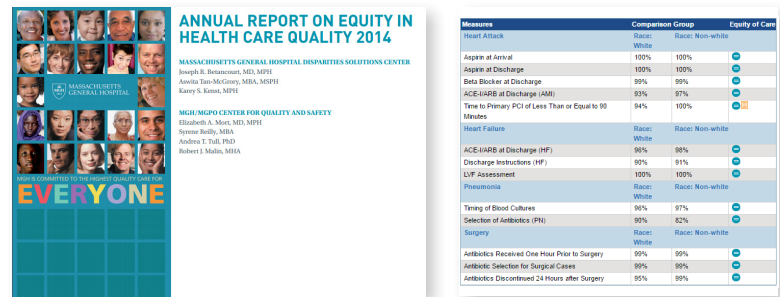 ANNUAL REPORT ON EQUITY IN
HEALTH CARE QUALITY 2014
MASSACHUSETTS GENERAL HOSPITAL DISPARITIES SOLUTIONS CENTER
Joseph R. Betancourt, MD, MPH
Aswita Tan-McGrory, MBA, MSPH
Karey S. Kenst, MPH
MGH/MGPO CENTER FOR QUALITY AND SAFETY
Elizabeth A. Mort, MD, MPH
Syrene Reilly, MBA
Andrea T. Tull, PhD
Robert J. Malin, MHA
MASSACHUSETTS
GENERAL HOSPITAL
MGH IS COMMITTED TO THE HIGHEST QUALITY CARE FOR
EVERYONE
Measures Comparison Group Equity of Care
Heart Attack Race: White Race: Non-white
Aspirin at Arrival 100% 100%
Aspirin at Discharge 100% 100%
Beta Blocker at Discharge 99% 99%
ACE-I/ARB at Discharge (AMI) 93% 97%
Time to Primary PCI of Less Than or Equal to 90 Minutes 94% 100%
Heart Failure Race: White Race: Non-white
ACE-I/ARB at Discharge (HF) 96% 98%
Discharge Instructions (HF) 90% 91%
LVF Assessment 100% 100%
Pneumonia Race: White Race: Non-white
Timing of Blood Cultures 96% 97%
Selection of Antibiotics (PN) 90% 82%
Surgery Race: White Race: Non-white
Antibiotics Received One Hour Prior to Surgery 99% 99%
Antibiotic Selection for Surgical Cases 99% 99%
Antibiotics Discontinued 24 Hours after Surgery 95% 99%